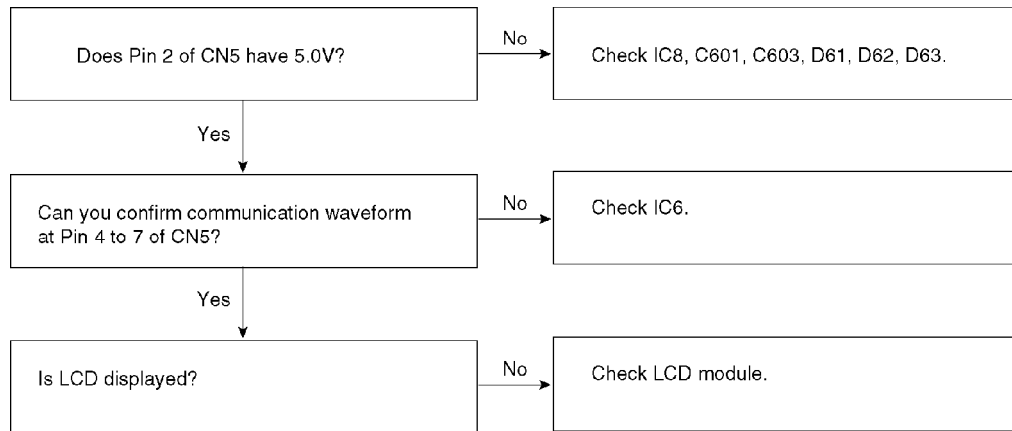 Does Pin 2 of CN5 have 5.0V?
No
Check IC8, C601, C603, D61, D62, D63.
Yes
Can you confirm communication waveform
at Pin 4 to 7 of CN5?
No
Check IC6.
Yes
Is LCD displayed?
No
Check LCD module.